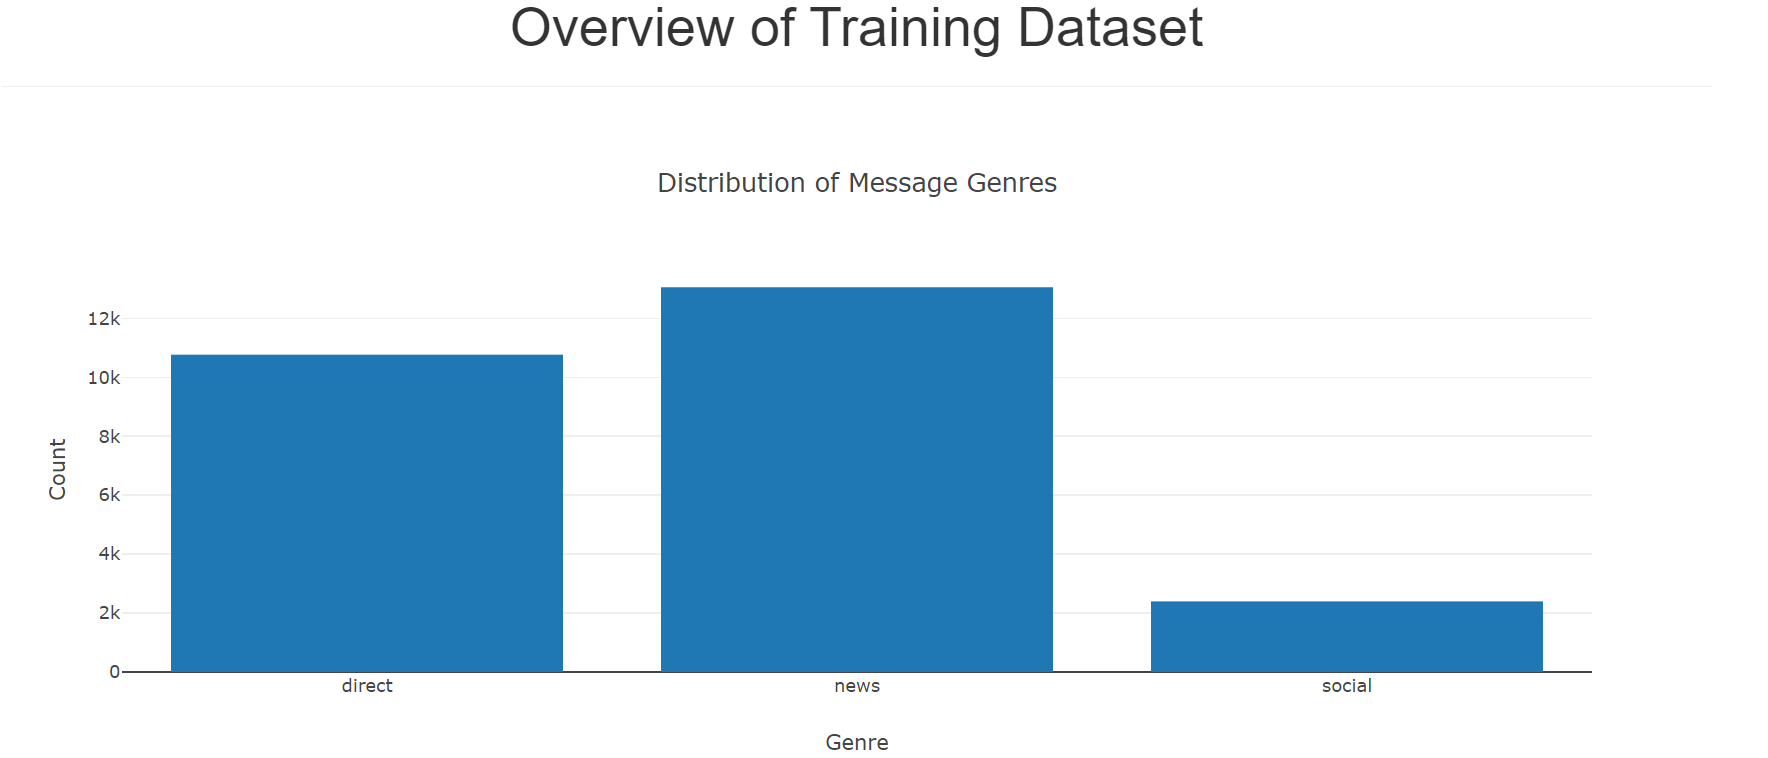 Overview of Training Dataset
Distribution of Message Genres
12k
10k
8k
6k
4k
2k
0
Count
direct
news
social
Genre